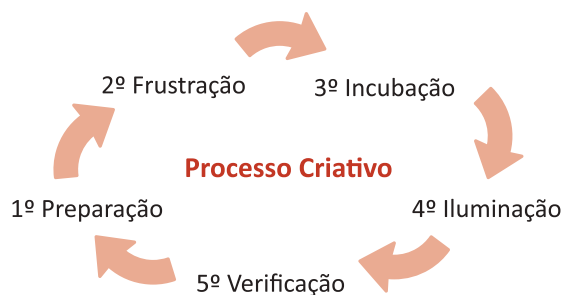 2º Frustração
3º Incubação
Processo Criativo
1º Preparação
4º Iluminação
5º Verificação